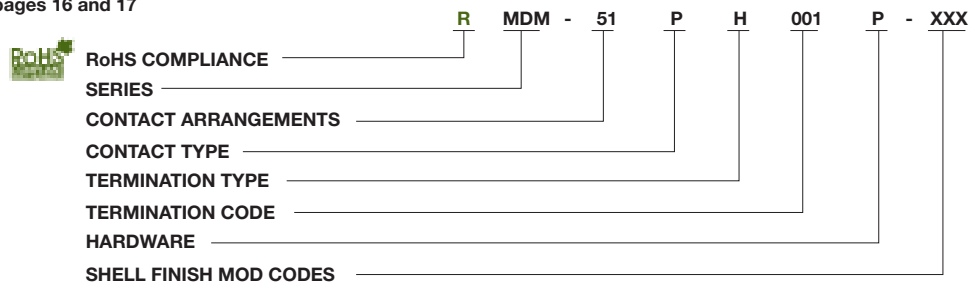 pages 16 and 17
R MDM - 51 P H 001 P - XXX
RoHS
RoHS COMPLIANCE
SERIES
CONTACT ARRANGEMENTS
CONTACT TYPE
TERMINATION TYPE
TERMINATION CODE
HARDWARE
SHELL FINISH MOD CODES